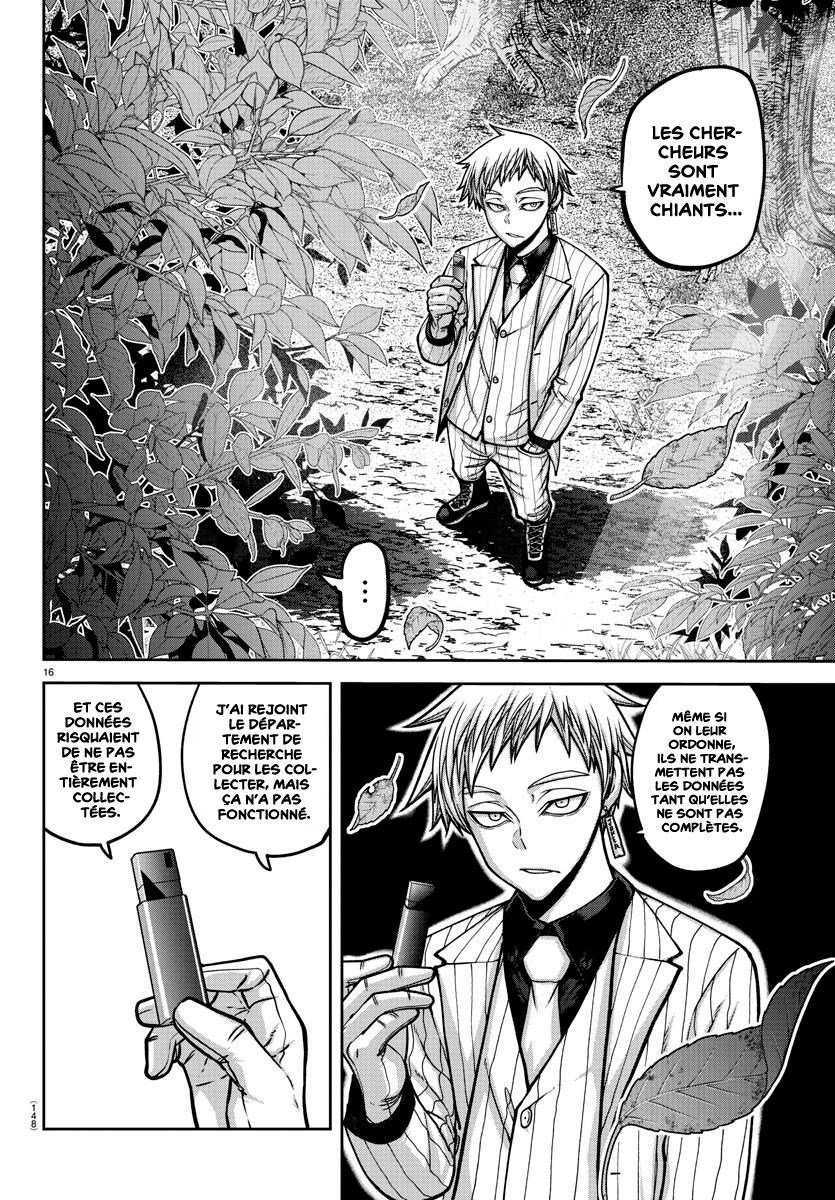 LES CHER-
CHEURS
SONT
VRAIMENT
CHIANTS...
...
16
MÊME SI
ON LEUR
ORDONNE,
ILS NE TRANS-
METTENT PAS
LES DONNÉES
TANT QU'ELLES
NE SONT PAS
COMPLÈTES.
J'AI REJOINT
LE DÉPAR-
TEMENT DE
RECHERCHE
POUR LES COL-
LECTER, MAIS
ÇA N'A PAS
FONCTIONNÉ.
ET CES
DONNÉES
RISQUAIENT
DE NE PAS
ÊTRE EN-
TIÈREMENT
COLLEC-
TÉES.
(148)